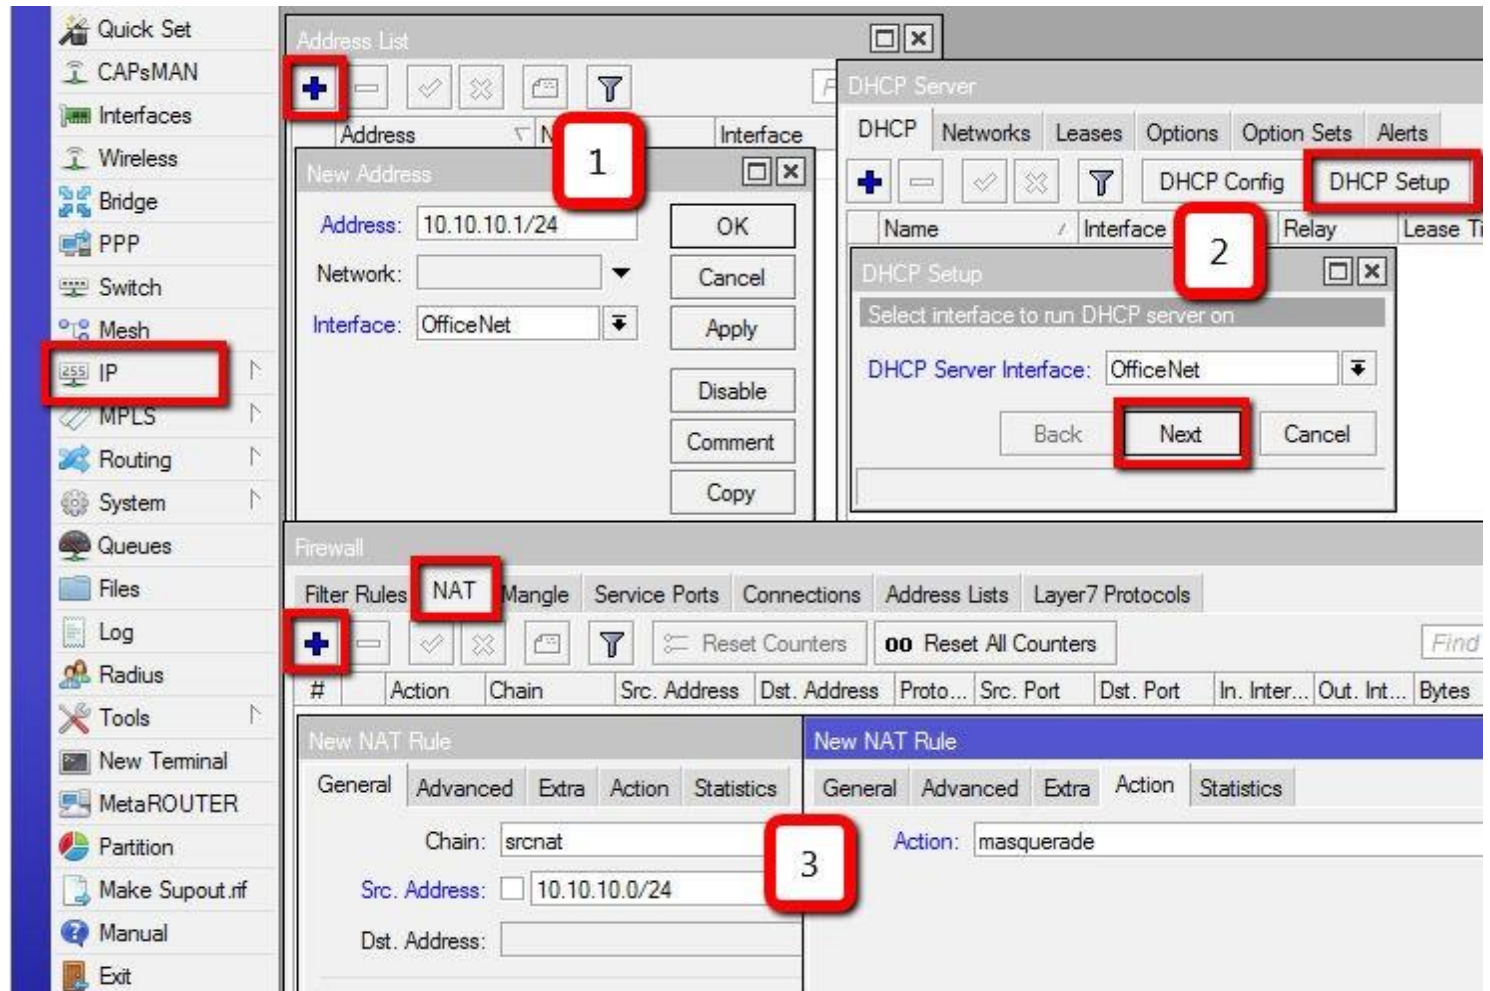 Quick Set
CAPsMAN
Interfaces
Wireless
Bridge
PPP
Switch
Mesh
255 IP
MPLS
Routing
System
Queues
Files
Log
Radius
Tools
New Terminal
MetaROUTER
Partition
Make Supout.rif
Manual
Exit
Address List
Address N Interface
1
New Address
Address: 10.10.10.1/24
Network:
Interface: OfficeNet
OK
Cancel
Apply
Disable
Comment
Copy
DHCP Server
DHCP Networks Leases Options Option Sets Alerts
DHCP Config DHCP Setup
Name Interface Relay Lease Ti
2
DHCP Setup
Select interface to run DHCP server on
DHCP Server Interface: OfficeNet
Back Next Cancel
Firewall
Filter Rules NAT Mangle Service Ports Connections Address Lists Layer7 Protocols
Reset Counters 00 Reset All Counters Find
# Action Chain Src. Address Dst. Address Proto... Src. Port Dst. Port In. Inter... Out. Int... Bytes
New NAT Rule
General Advanced Extra Action Statistics
Chain: srcnat
Src. Address: 10.10.10.0/24
Dst. Address:
3
New NAT Rule
General Advanced Extra Action Statistics
Action: masquerade